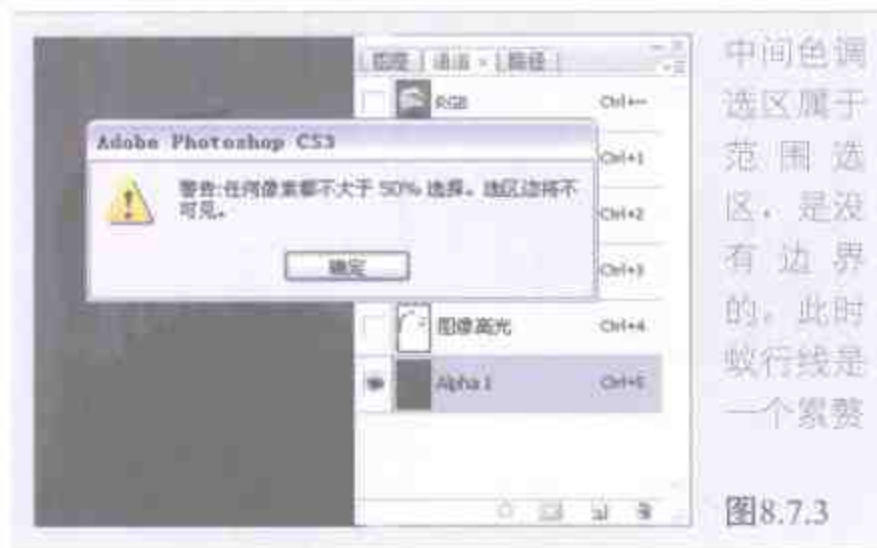 图层 通道 × 路径
RGB Ctrl+~
Adobe Photoshop CS3
Ctrl+1
警告:任何像素都不大于 50% 选择。选区边将不
可见。
Ctrl+2
确定
Ctrl+3
图像高光 Ctrl+4
Alpha 1 Ctrl+5
中间色调
选区属于
范围选
区，是没
有边界
的。此时
蚁行线是
一个累赘
图8.7.3